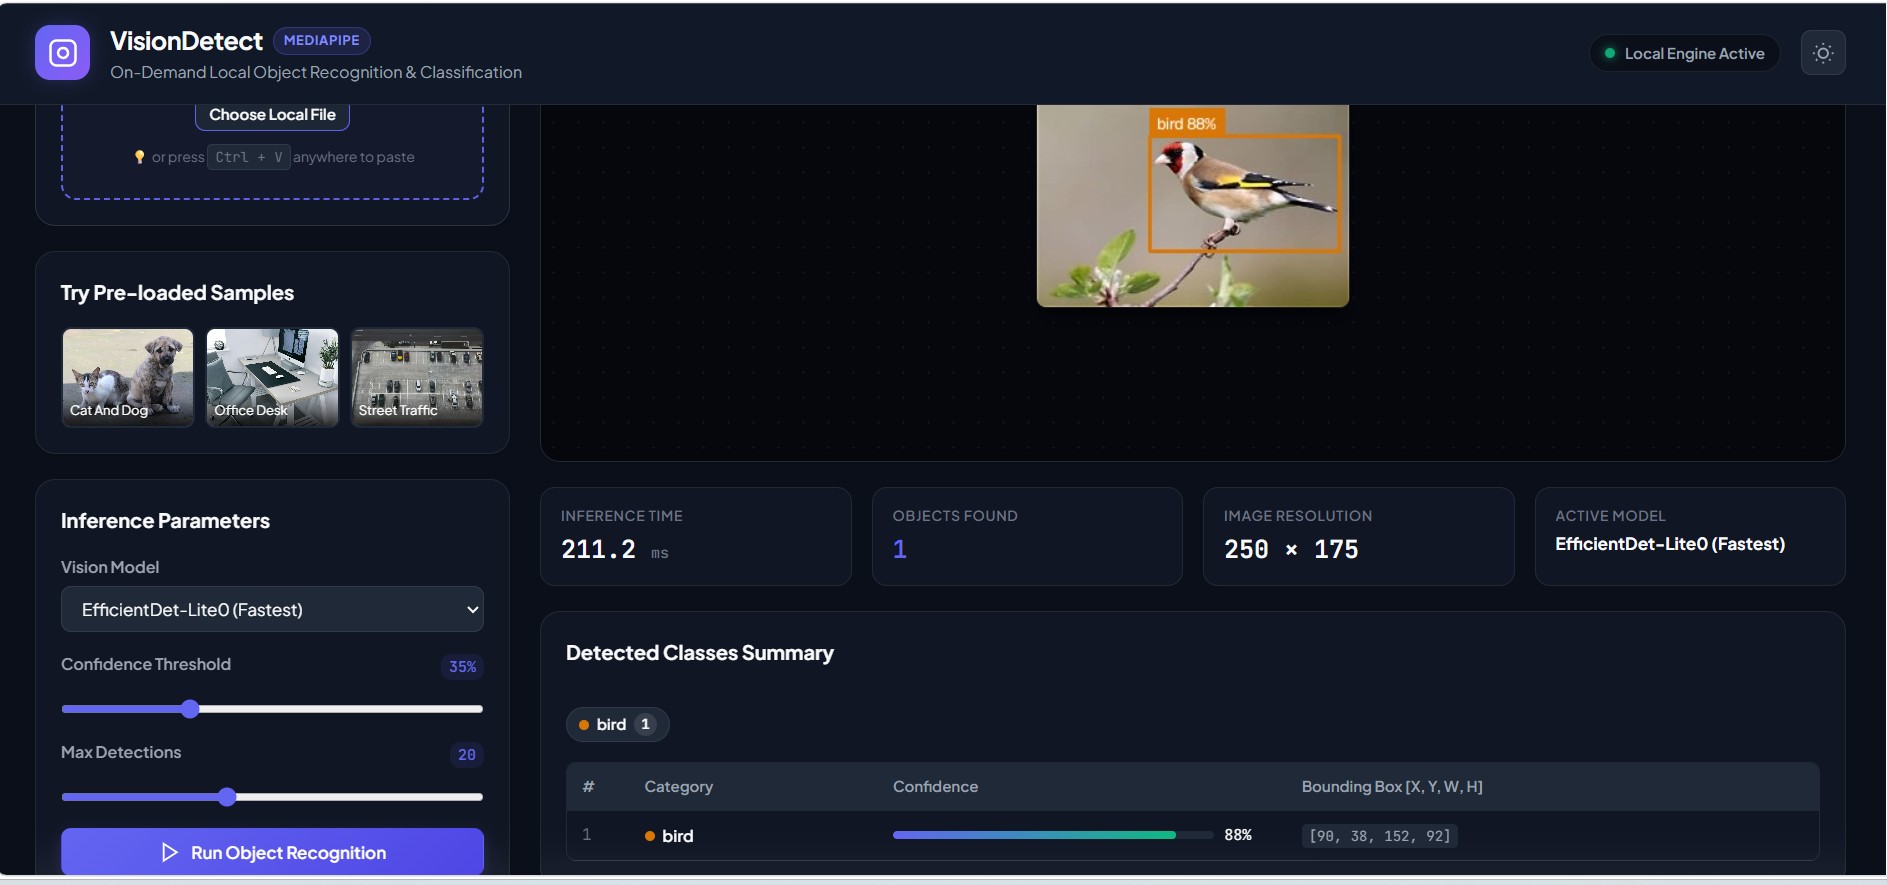 VisionDetect MEDIAPIPE
On-Demand Local Object Recognition & Classification
Local Engine Active
Choose Local File
or press Ctrl + V anywhere to paste
Try Pre-loaded Samples
Cat And Dog
Office Desk
Street Traffic
Inference Parameters
Vision Model
EfficientDet-Lite0 (Fastest)
Confidence Threshold 35%
Max Detections 20
Run Object Recognition
bird 88%
INFERENCE TIME
211.2 ms
OBJECTS FOUND
1
IMAGE RESOLUTION
250 × 175
ACTIVE MODEL
EfficientDet-Lite0 (Fastest)
Detected Classes Summary
bird 1
# Category Confidence Bounding Box [X, Y, W, H]
1 bird 88% [90, 38, 152, 92]